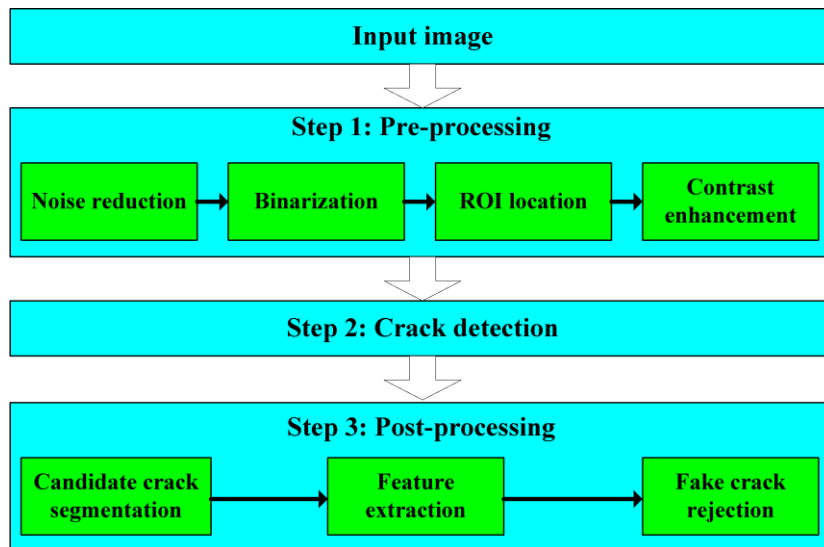 Input image
Step 1: Pre-processing
Noise reduction
Binarization
ROI location
Contrast
enhancement
Step 2: Crack detection
Step 3: Post-processing
Candidate crack
segmentation
Feature
extraction
Fake crack
rejection